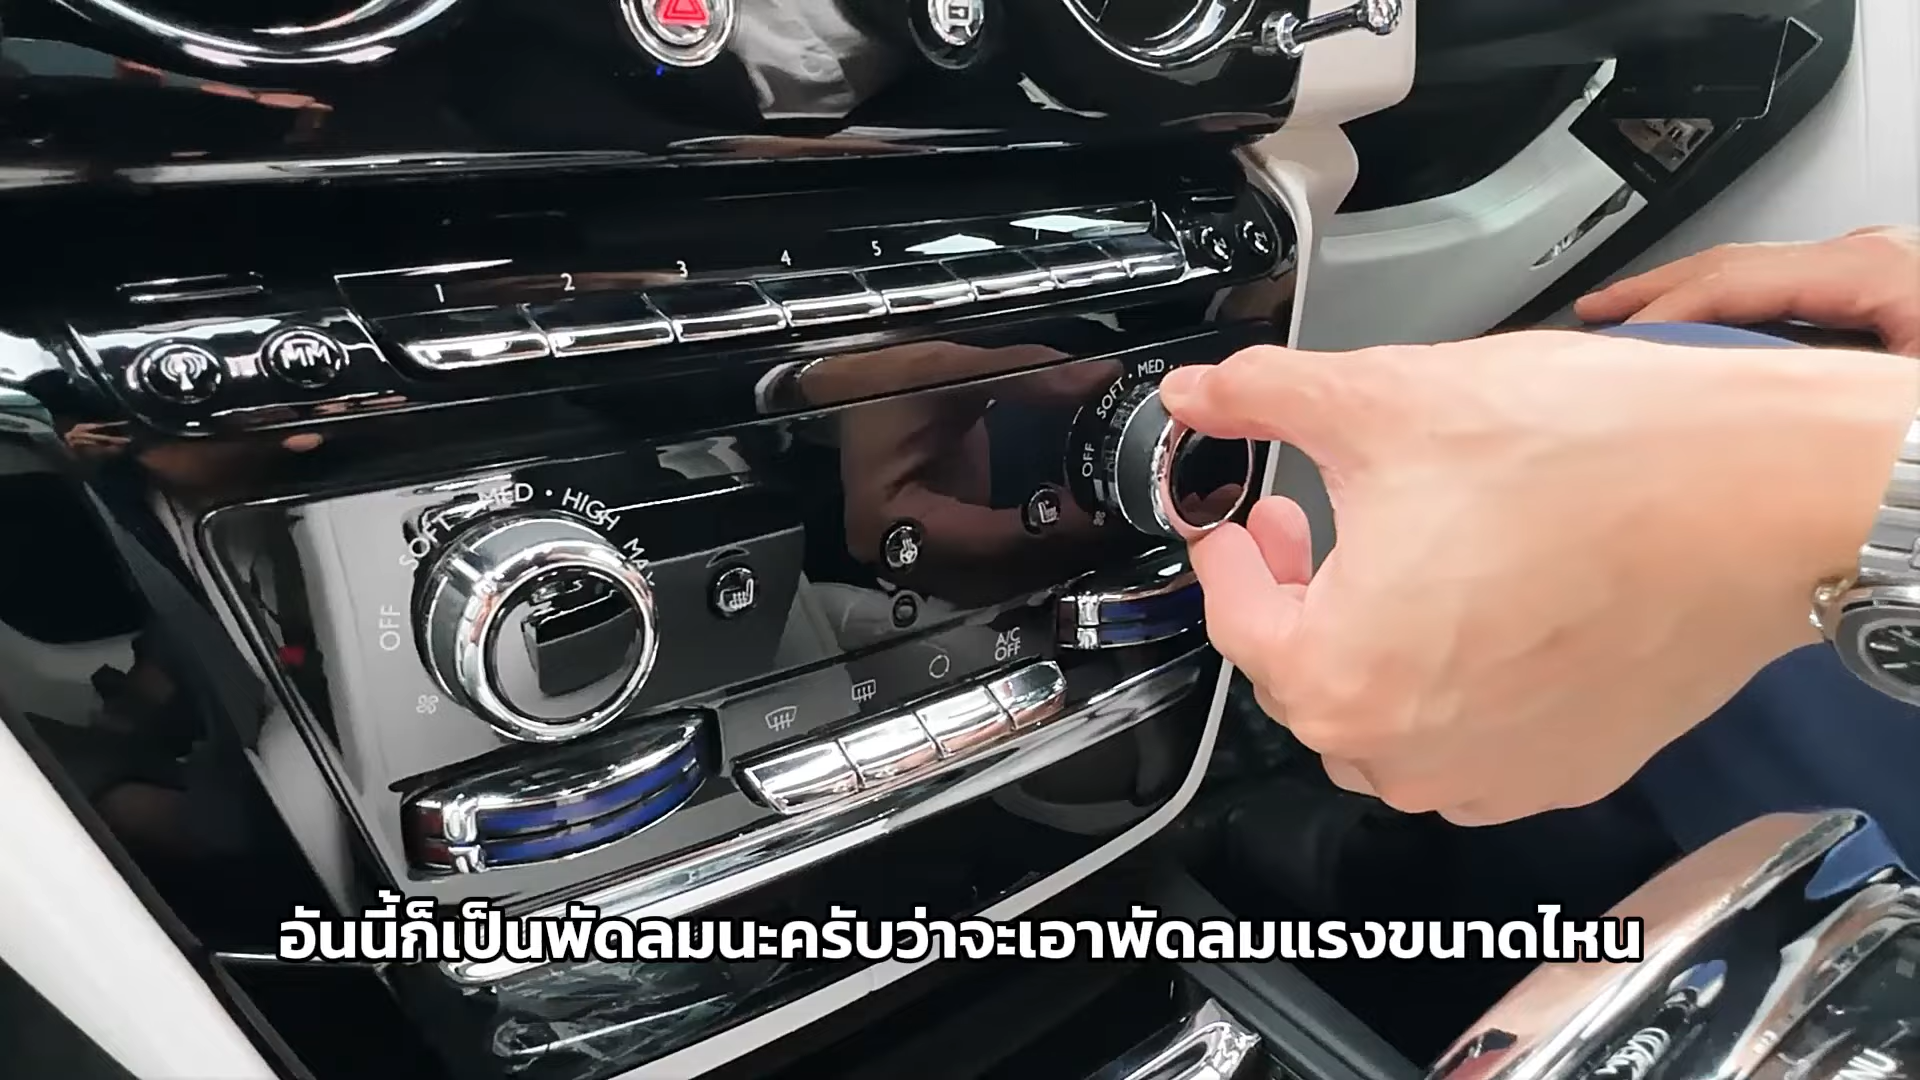 1 2 3 4 5
MM
SOFT • MED
OFF
SOFT • MED • HIGH MAX
OFF
A/C
OFF
อันนี้ก็เป็นพัดลมนะครับว่าจะเอาพัดลมแรงขนาดไหน